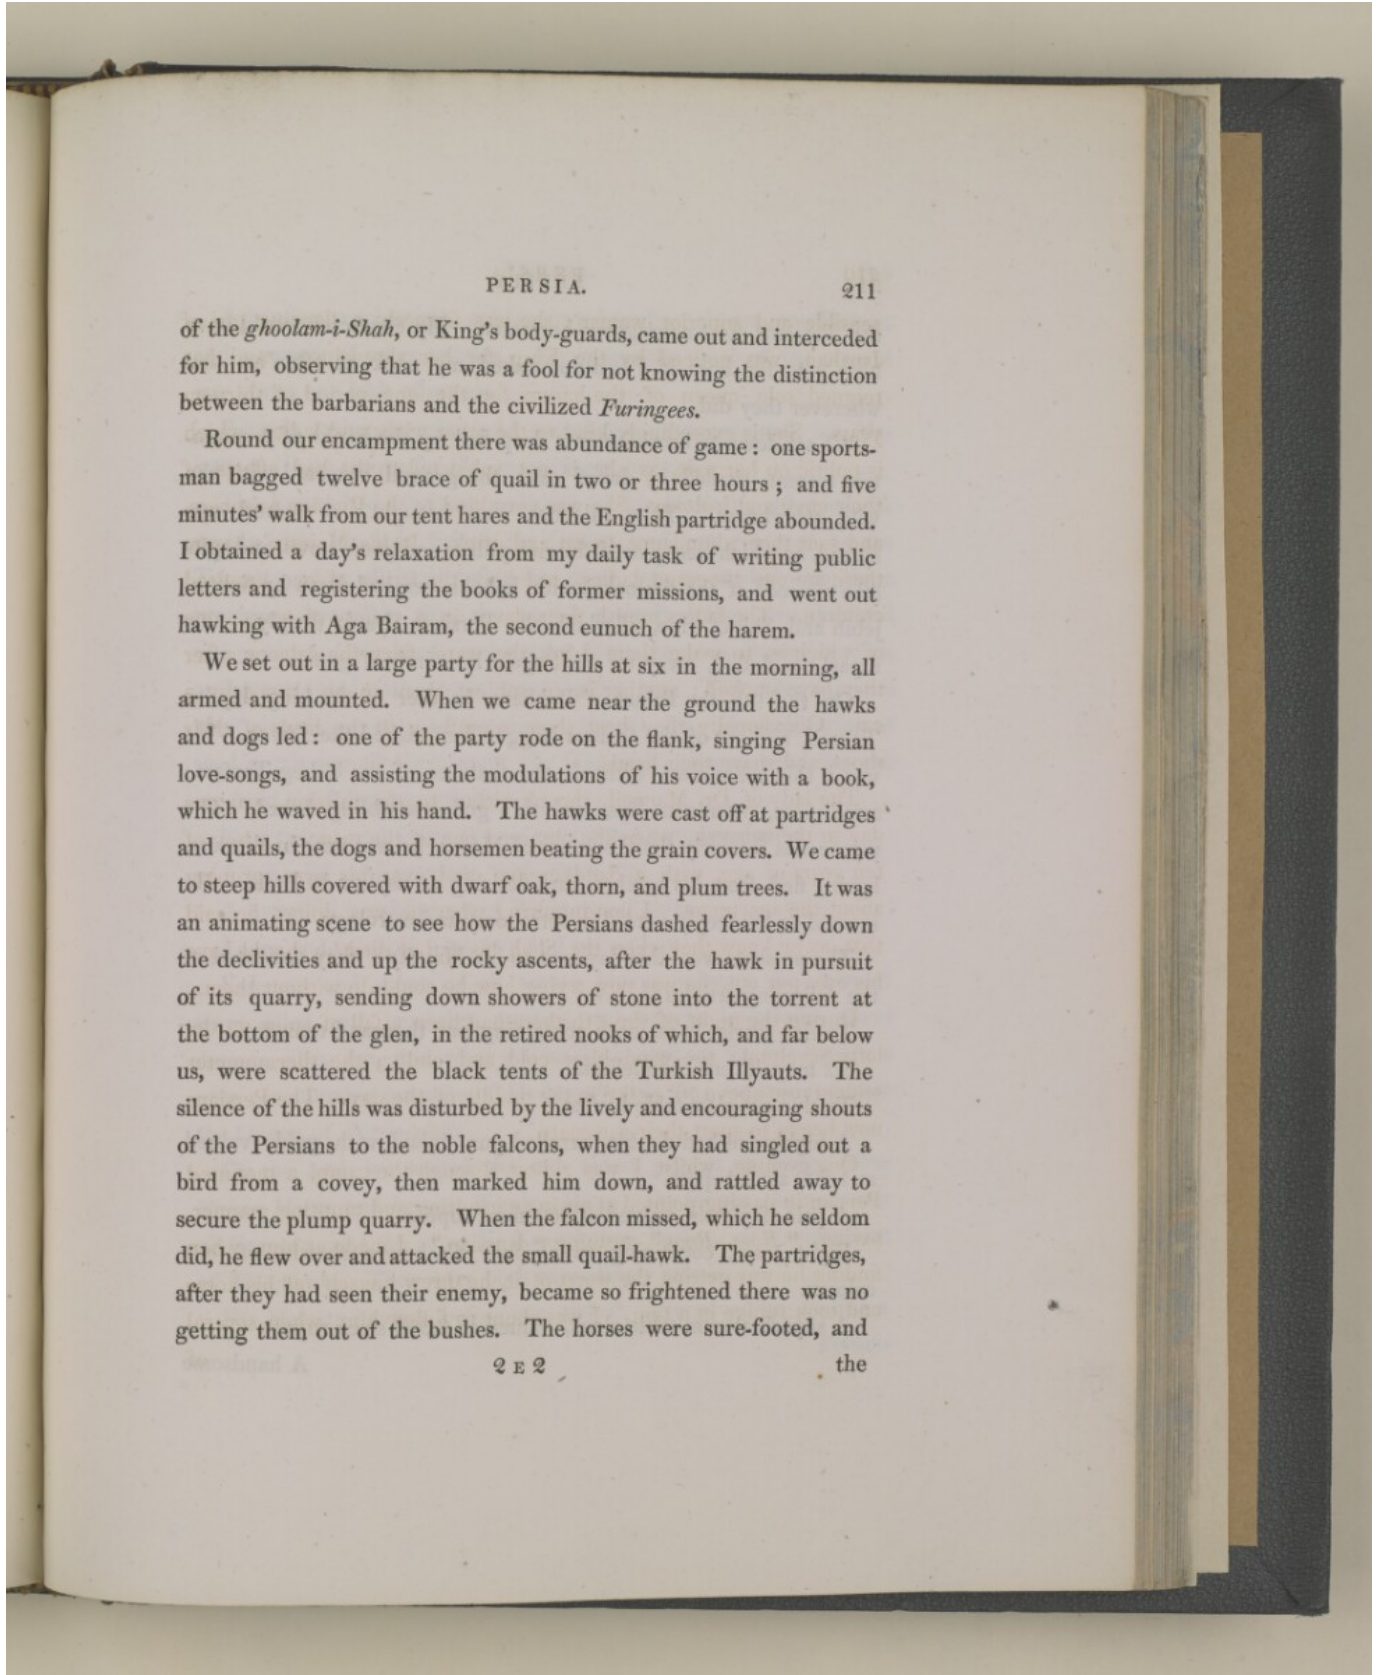 PERSIA. 211
of the ghoolam-i-Shah, or King's body-guards, came out and interceded
for him, observing that he was a fool for not knowing the distinction
between the barbarians and the civilized Furingees.
Round our encampment there was abundance of game : one sports-
man bagged twelve brace of quail in two or three hours ; and five
minutes' walk from our tent hares and the English partridge abounded.
I obtained a day's relaxation from my daily task of writing public
letters and registering the books of former missions, and went out
hawking with Aga Bairam, the second eunuch of the harem.
We set out in a large party for the hills at six in the morning, all
armed and mounted. When we came near the ground the hawks
and dogs led : one of the party rode on the flank, singing Persian
love-songs, and assisting the modulations of his voice with a book,
which he waved in his hand. The hawks were cast off at partridges
and quails, the dogs and horsemen beating the grain covers. We came
to steep hills covered with dwarf oak, thorn, and plum trees. It was
an animating scene to see how the Persians dashed fearlessly down
the declivities and up the rocky ascents, after the hawk in pursuit
of its quarry, sending down showers of stone into the torrent at
the bottom of the glen, in the retired nooks of which, and far below
us, were scattered the black tents of the Turkish Illyauts. The
silence of the hills was disturbed by the lively and encouraging shouts
of the Persians to the noble falcons, when they had singled out a
bird from a covey, then marked him down, and rattled away to
secure the plump quarry. When the falcon missed, which he seldom
did, he flew over and attacked the small quail-hawk. The partridges,
after they had seen their enemy, became so frightened there was no
getting them out of the bushes. The horses were sure-footed, and
2 E 2 the